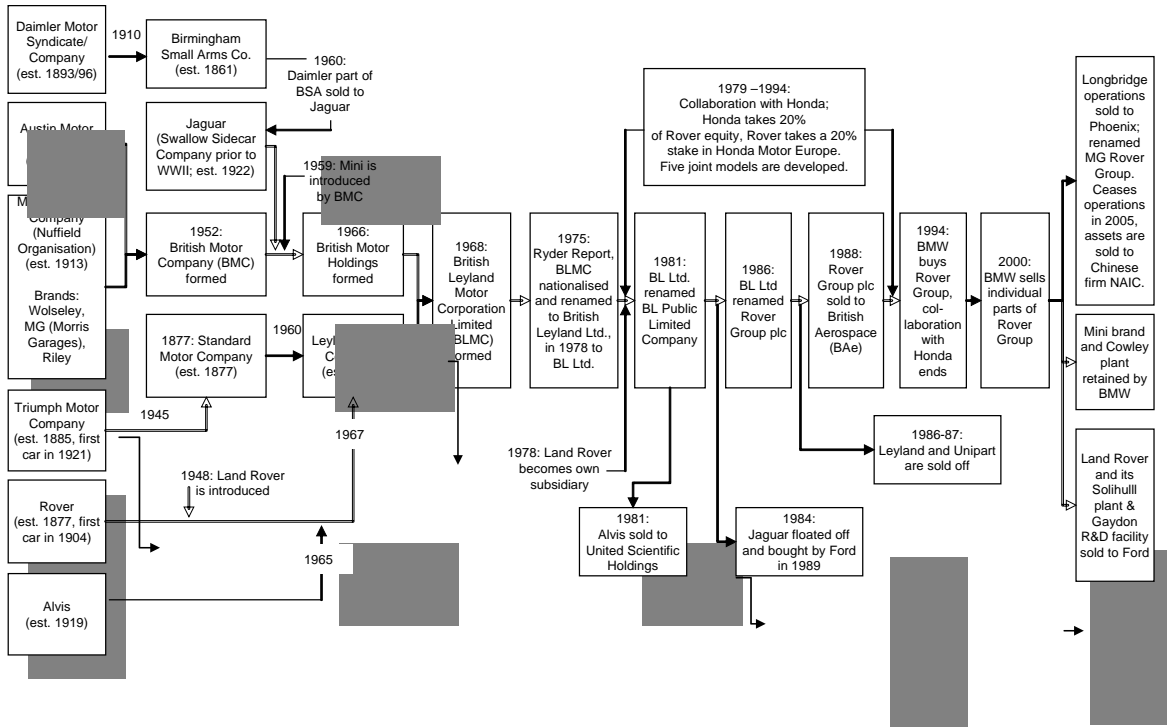 Daimler Motor
Syndicate/
Company
(est. 1893/96)
1910
Birmingham
Small Arms Co.
(est. 1861)
1960:
Daimler part of
BSA sold to
Jaguar
Austin Motor
Jaguar
(Swallow Sidecar
Company prior to
WWII; est. 1922)
1959: Mini is
introduced
by BMC
Company
(Nuffield
Organisation)
(est. 1913)
Brands:
Wolseley,
MG (Morris
Garages),
Riley
1952:
British Motor
Company (BMC)
formed
1966:
British Motor
Holdings
formed
1877: Standard
Motor Company
(est. 1877)
1960
Triumph Motor
Company
(est. 1885, first
car in 1921)
1945
1967
1948: Land Rover
is introduced
Rover
(est. 1877, first
car in 1904)
1965
Alvis
(est. 1919)
1968:
British
Leyland
Motor
Corporation
Limited
(BLMC)
formed
1975:
Ryder Report,
BLMC
nationalised
and renamed
to British
Leyland Ltd.,
in 1978 to
BL Ltd.
1979 –1994:
Collaboration with Honda;
Honda takes 20%
of Rover equity, Rover takes a 20%
stake in Honda Motor Europe.
Five joint models are developed.
1978: Land Rover
becomes own
subsidiary
1981:
BL Ltd.
renamed
BL Public
Limited
Company
1981:
Alvis sold to
United Scientific
Holdings
1986:
BL Ltd
renamed
Rover
Group plc
1984:
Jaguar floated off
and bought by Ford
in 1989
1988: Rover
Group plc
sold to
British
Aerospace
(BAe)
1986-87:
Leyland and Unipart
are sold off
1994:
BMW
buys
Rover
Group,
col-
laboration
with
Honda
ends
2000:
BMW sells
individual
parts of
Rover
Group
Longbridge
operations
sold to
Phoenix;
renamed
MG Rover
Group.
Ceases
operations
in 2005,
assets are
sold to
Chinese
firm NAIC.
Mini brand
and Cowley
plant
retained by
BMW
Land Rover
and its
Solihulll
plant &
Gaydon
R&D facility
sold to Ford